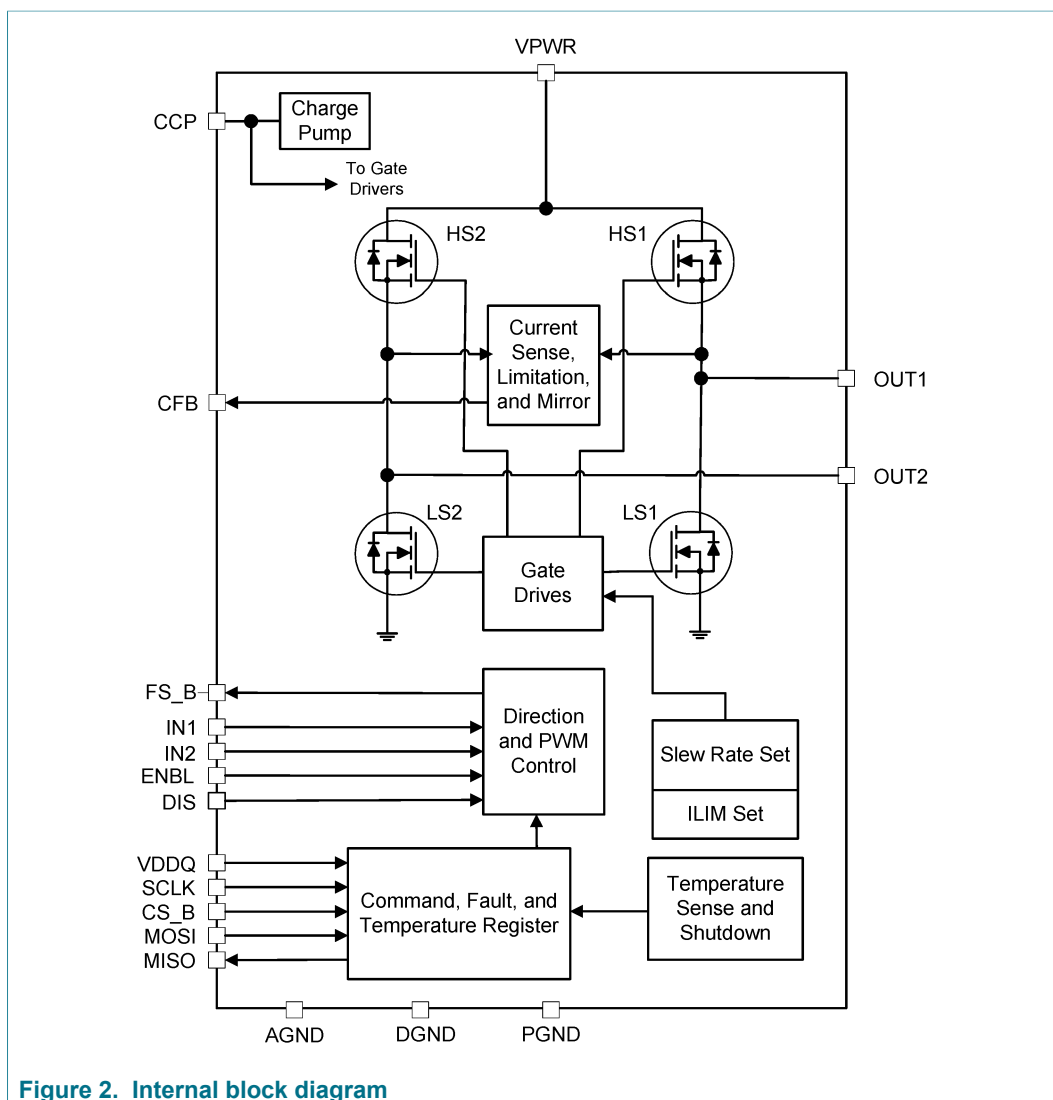 VPWR
CCP
Charge
Pump
To Gate
Drivers
HS2
HS1
Current
Sense,
Limitation,
and Mirror
OUT1
CFB
OUT2
LS2
LS1
Gate
Drives
FS_B
IN1
IN2
ENBL
DIS
Direction
and PWM
Control
Slew Rate Set
ILIM Set
VDDQ
SCLK
CS_B
MOSI
MISO
Command, Fault, and
Temperature Register
Temperature
Sense and
Shutdown
AGND
DGND
PGND
Figure 2. Internal block diagram